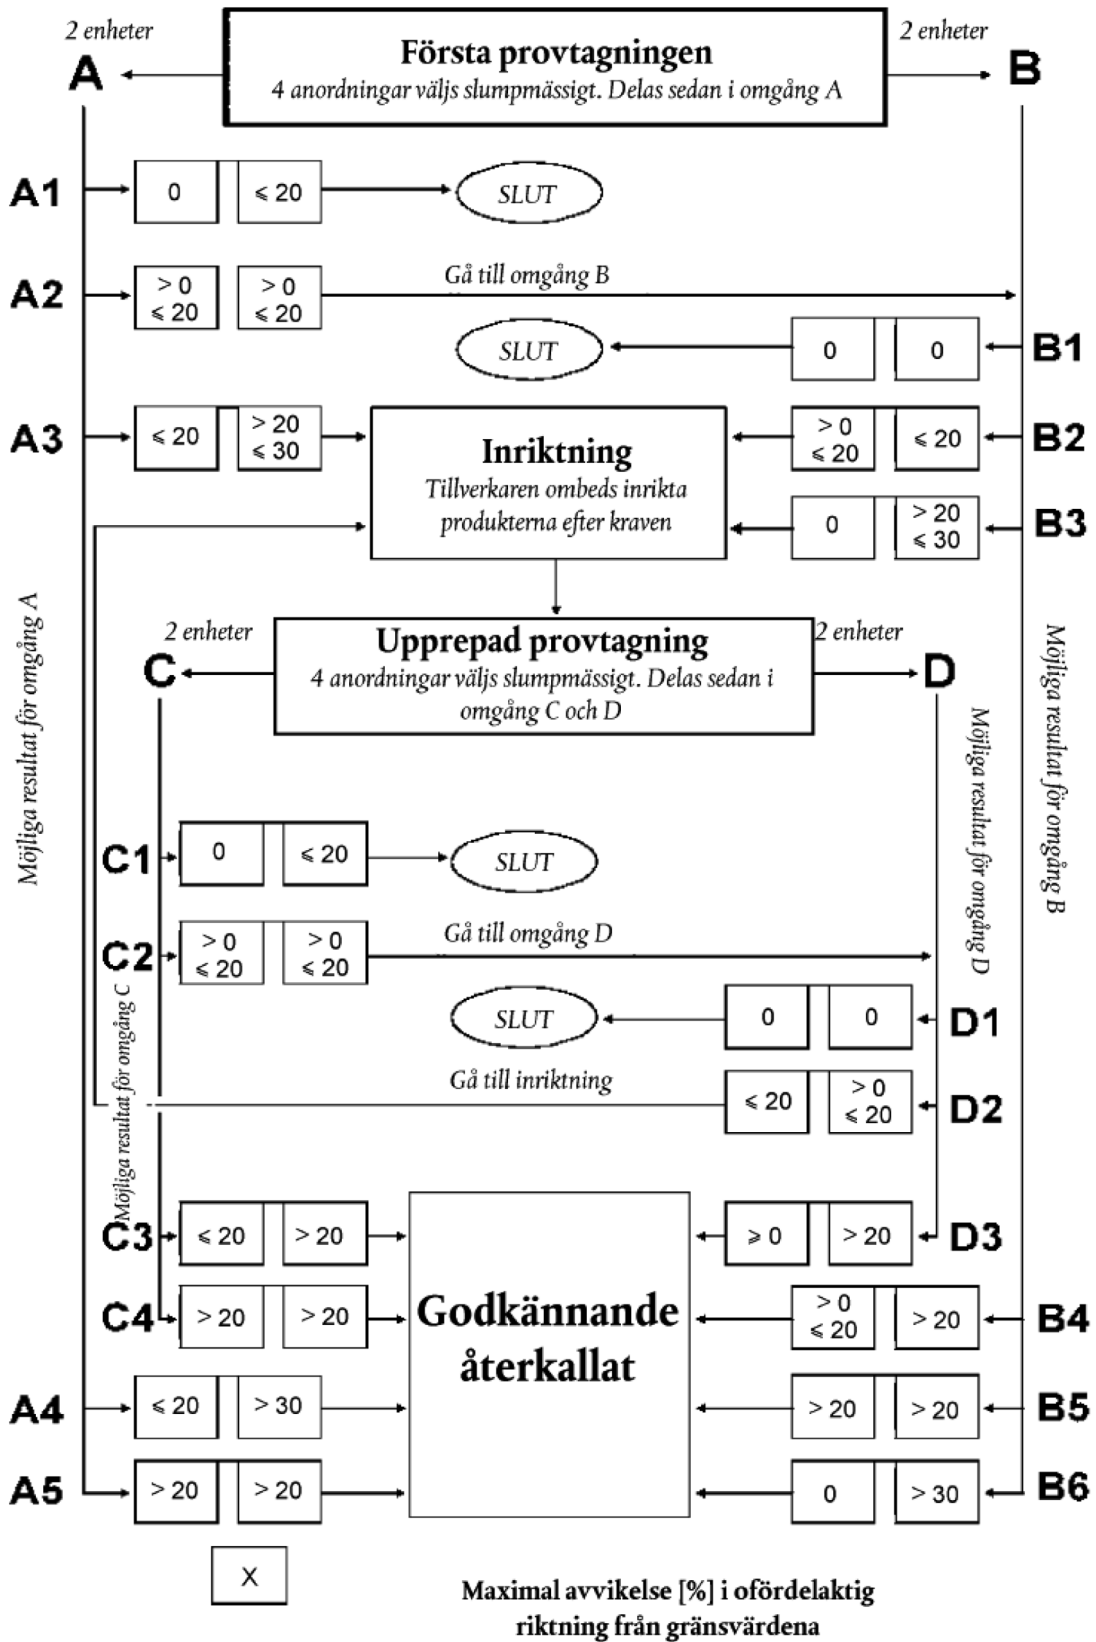 2 enheter
Första provtagningen
2 enheter
A
4 anordningar väljs slumpmässigt. Delas sedan i omgång A
B
A1
0
⩽ 20
SLUT
A2
> 0
⩽ 20
> 0
⩽ 20
Gå till omgång B
SLUT
0
0
B1
A3
⩽ 20
> 20
⩽ 30
Inriktning
Tillverkaren ombeds inrikta
produkterna efter kraven
> 0
⩽ 20
⩽ 20
B2
0
> 20
⩽ 30
B3
Möjliga resultat för omgång A
2 enheter
Upprepad provtagning
2 enheter
C
4 anordningar väljs slumpmässigt. Delas sedan i
omgång C och D
D
Möjliga resultat för omgång B
Möjliga resultat för omgång D
C1
0
⩽ 20
SLUT
C2
> 0
⩽ 20
> 0
⩽ 20
Gå till omgång D
SLUT
0
0
D1
Möjliga resultat för omgång C
Gå till inriktning
⩽ 20
> 0
⩽ 20
D2
C3
⩽ 20
> 20
⩾ 0
> 20
D3
C4
> 20
> 20
Godkännande
återkallat
> 0
⩽ 20
> 20
B4
A4
⩽ 20
> 30
> 20
> 20
B5
A5
> 20
> 20
0
> 30
B6
X
Maximal avvikelse [%] i ofördelaktig
riktning från gränsvärdena